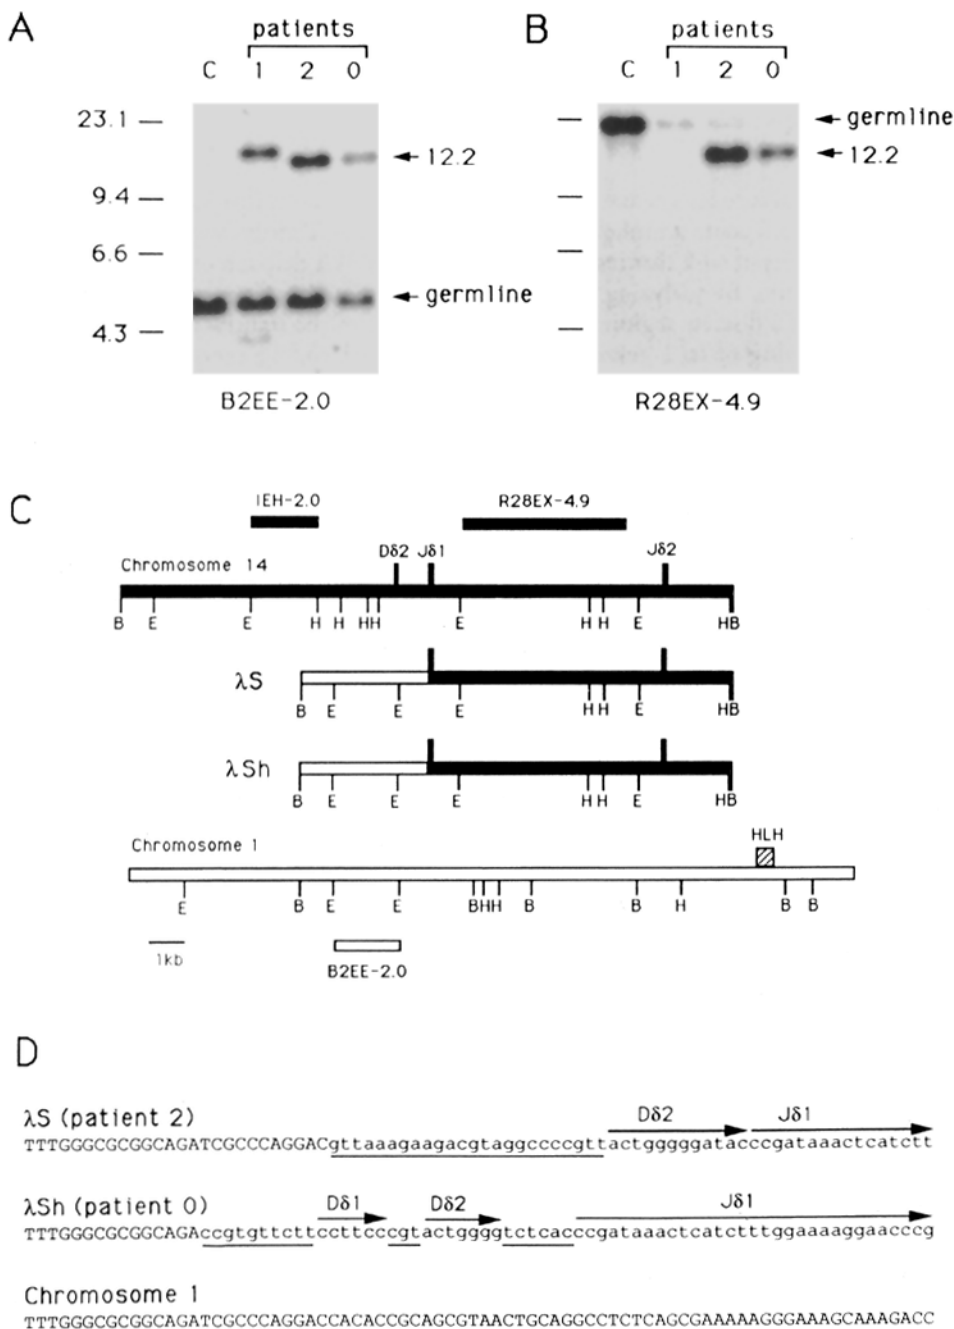 A
patients
C 1 2 0
23.1
12.2
9.4
6.6
germline
4.3
B2EE-2.0
B
patients
C 1 2 0
germline
12.2
R28EX-4.9
C
IEH-2.0
R28EX-4.9
Dδ2 Jδ1 Jδ2
Chromosome 14
B E E H H HH E H H E HB
λS
B E E E H H E HB
λSh
B E E E H H E HB
HLH
Chromosome 1
E B E E BHH B B H B B
1kb
B2EE-2.0
D
λS (patient 2)
Dδ2 Jδ1
TTTGGGCGCGGCAGATCGCCCAGGACgttaaagaagacgtaggccccgttactgggggatacccgataaactcatctt
λSh (patient 0)
Dδ1 Dδ2 Jδ1
TTTGGGCGCGGCAGAccgtgttcttccttcccgtactggggtctcacccgataaactcatctttggaaaaggaacccg
Chromosome 1
TTTGGGCGCGGCAGATCGCCCAGGACCACACCGCAGCGTAACTGCAGGCCTCTCAGCGAAAAAGGGAAAGCAAAGACC